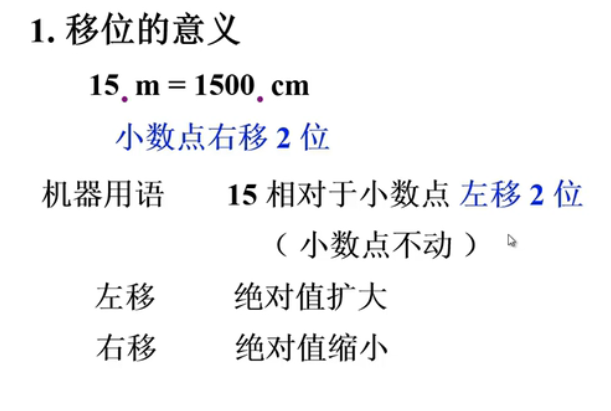 1. 移位的意义
15. m = 1500. cm
小数点右移 2 位
机器用语 15 相对于小数点 左移 2 位
（ 小数点不动 ）
左移 绝对值扩大
右移 绝对值缩小